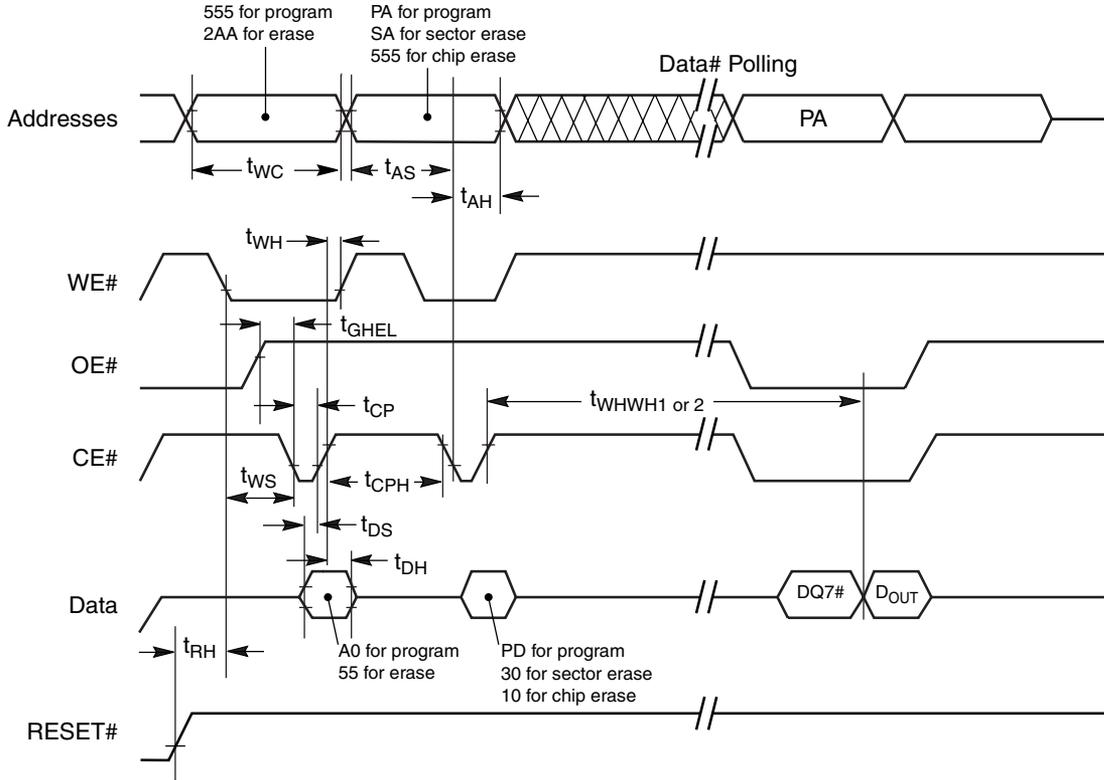 555 for program
2AA for erase
PA for program
SA for sector erase
555 for chip erase
Data# Polling
Addresses
PA
tWC
tAS
tAH
tWH
WE#
tGHEL
OE#
tCP
tWHWH1 or 2
CE#
tWS
tCPH
tDS
tDH
Data
DQ7#
DOUT
tRH
A0 for program
55 for erase
PD for program
30 for sector erase
10 for chip erase
RESET#